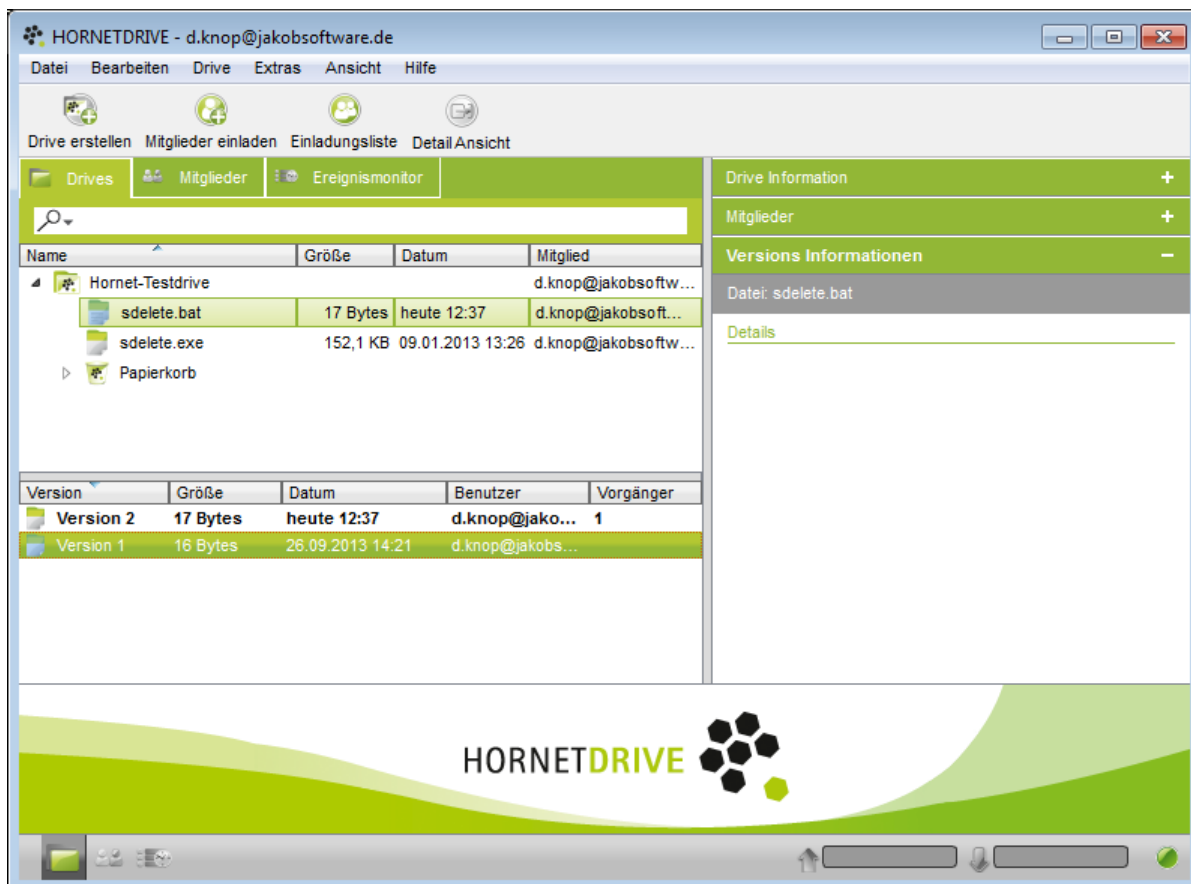 HORNETDRIVE - d.knop@jakobsoftware.de
Datei Bearbeiten Drive Extras Ansicht Hilfe
Drive erstellen Mitglieder einladen Einladungsliste Detail Ansicht
Drives Mitglieder Ereignismonitor
Name Größe Datum Mitglied
Hornet-Testdrive d.knop@jakobsoftw...
sdelete.bat 17 Bytes heute 12:37 d.knop@jakobsoft...
sdelete.exe 152,1 KB 09.01.2013 13:26 d.knop@jakobsoftw...
Papierkorb
Version Größe Datum Benutzer Vorgänger
Version 2 17 Bytes heute 12:37 d.knop@jako... 1
Version 1 16 Bytes 26.09.2013 14:21 d.knop@jakobs...
Drive Information
Mitglieder
Versions Informationen
Datei: sdelete.bat
Details
HORNETDRIVE